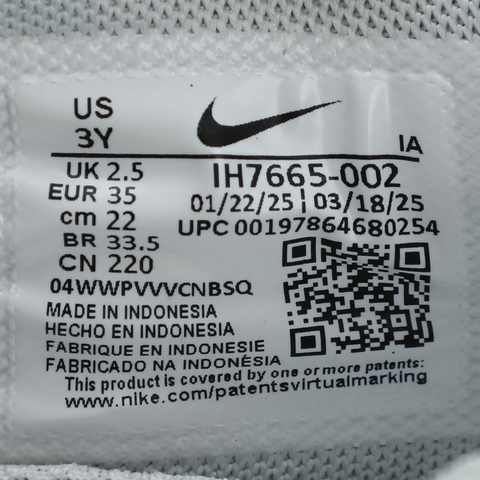 US
3Y
IA
UK 2.5
EUR 35
cm 22
BR 33.5
CN 220
IH7665-002
01/22/25 | 03/18/25
UPC 00197864680254
04WWPVVVCNBSQ
MADE IN INDONESIA
HECHO EN INDONESIA
FABRIQUE EN INDONESIE
FABRICADO NA INDONÉSIA
This product is covered by one or more patents:
www.nike.com/patentsvirtualmarking